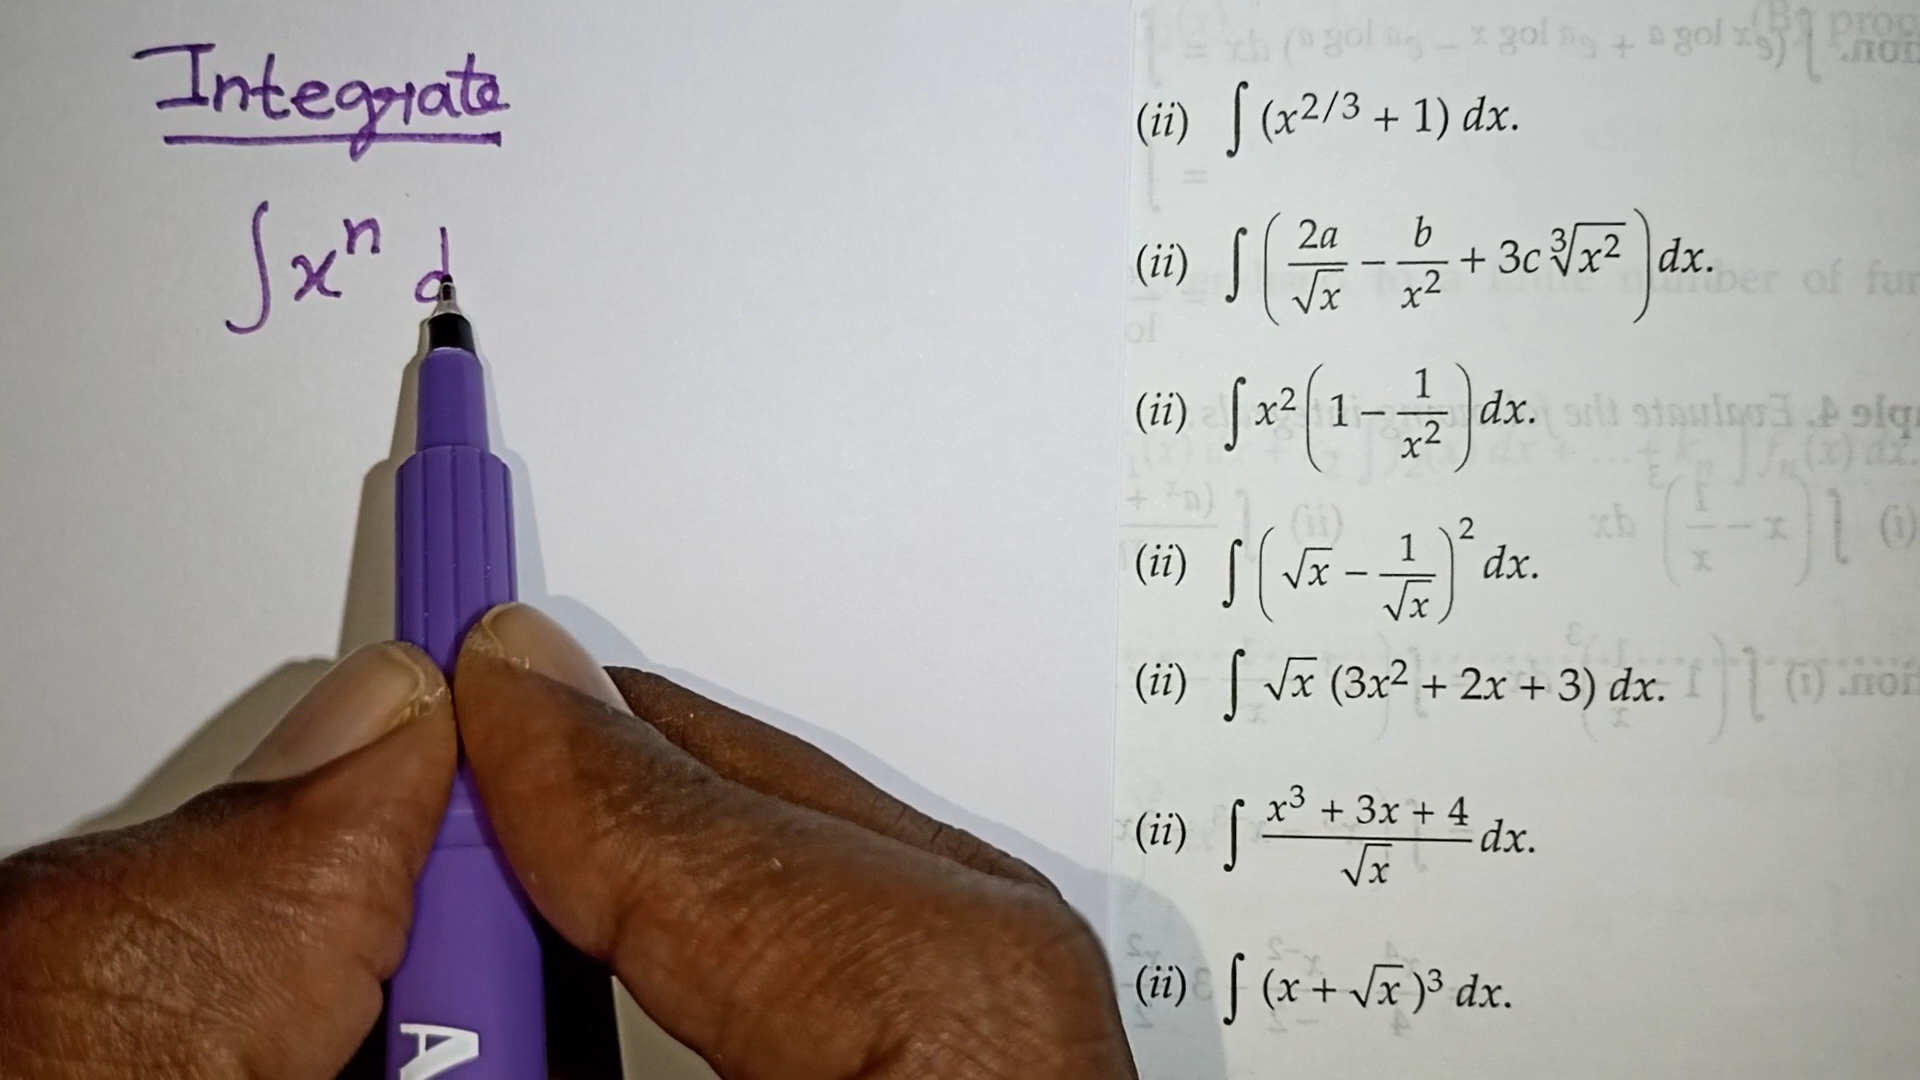 Integrate
∫ xⁿ d
(ii) ∫ (x^{2/3} + 1) dx.
(ii) ∫ (2a/√x − b/x² + 3c ∛x²) dx.
(ii) ∫ x² (1 − 1/x²) dx.
(ii) ∫ (√x − 1/√x)² dx.
(ii) ∫ √x (3x² + 2x + 3) dx.
(ii) ∫ (x³ + 3x + 4)/√x dx.
(ii) ∫ (x + √x)³ dx.
A